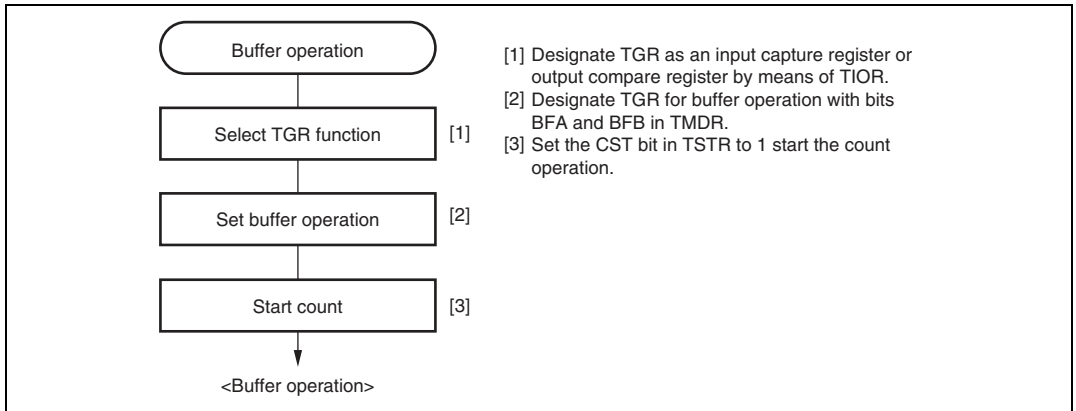 Buffer operation
Select TGR function
[1]
Set buffer operation
[2]
Start count
[3]
<Buffer operation>
[1] Designate TGR as an input capture register or
output compare register by means of TIOR.
[2] Designate TGR for buffer operation with bits
BFA and BFB in TMDR.
[3] Set the CST bit in TSTR to 1 start the count
operation.